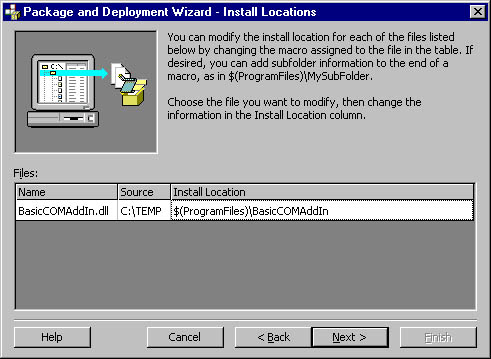 Package and Deployment Wizard - Install Locations
You can modify the install location for each of the files listed
below by changing the macro assigned to the file in the table. If
desired, you can add subfolder information to the end of a
macro, as in $(ProgramFiles)\MySubFolder.
Choose the file you want to modify, then change the
information in the Install Location column.
Files:
Name Source Install Location
BasicCOMAddIn.dll C:\TEMP $(ProgramFiles)\BasicCOMAddIn
Help Cancel < Back Next > Finish